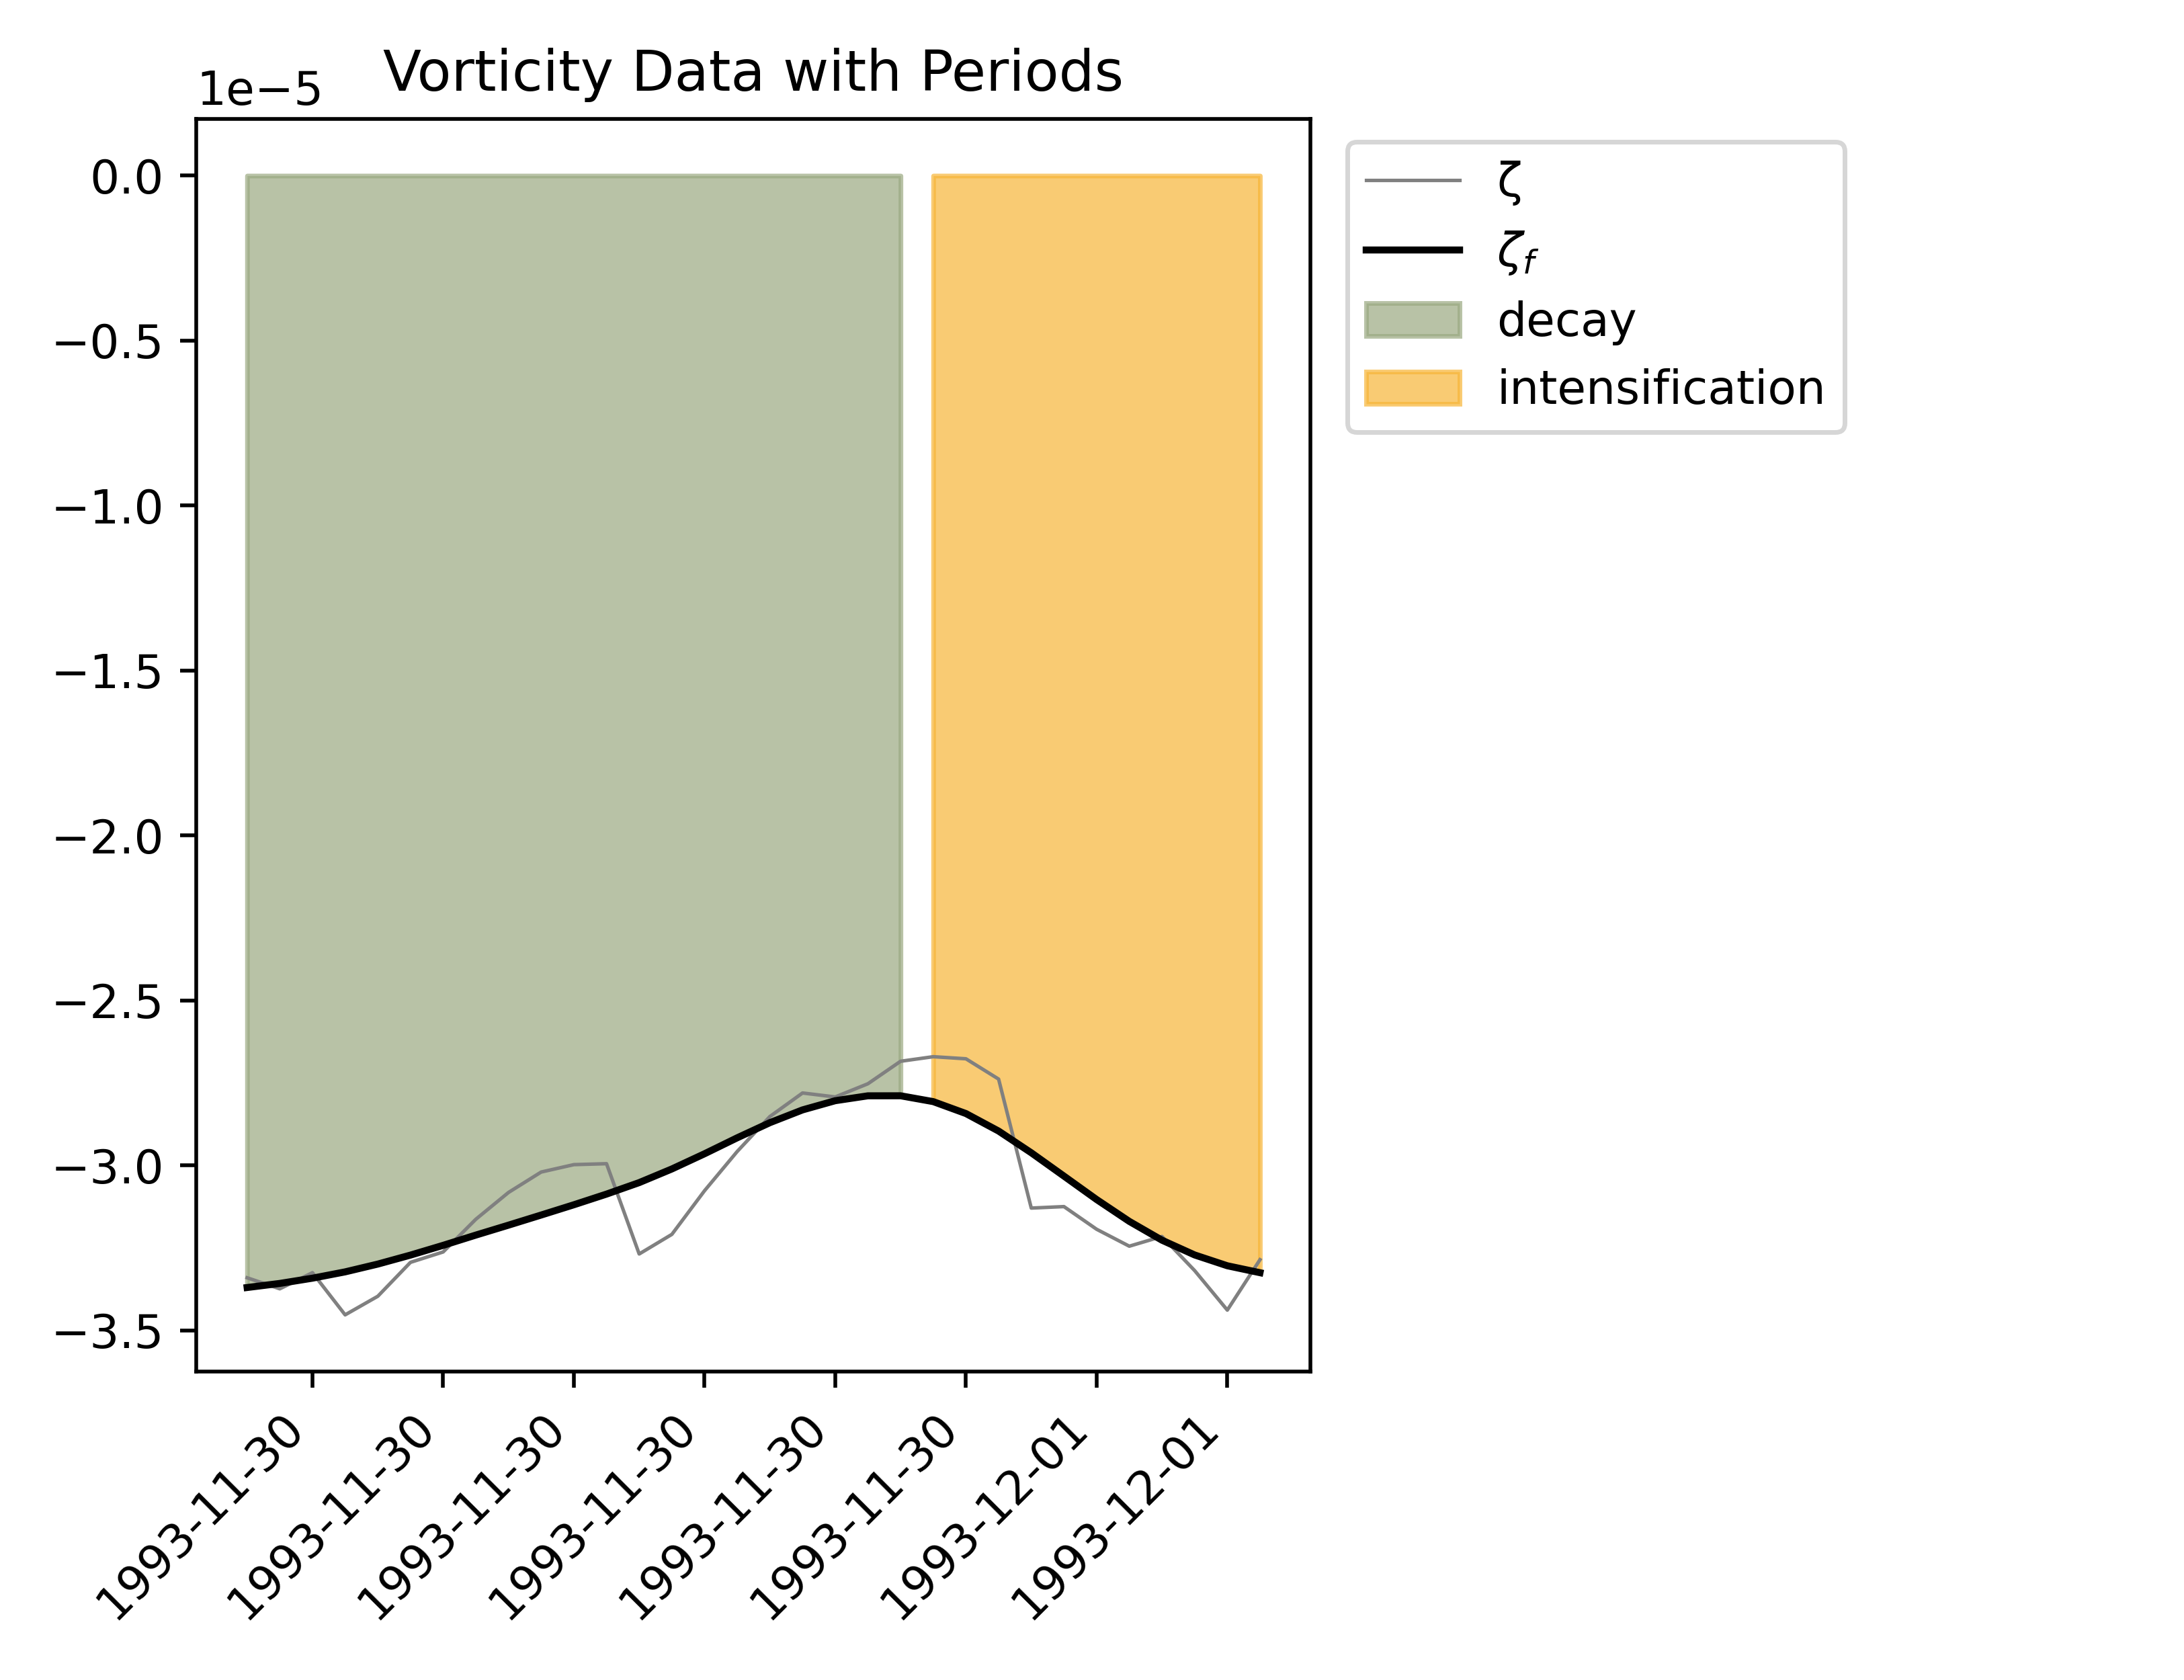 Vorticity Data with Periods
1e−5
0.0
−0.5
−1.0
−1.5
−2.0
−2.5
−3.0
−3.5
1993-11-30
1993-11-30
1993-11-30
1993-11-30
1993-11-30
1993-11-30
1993-12-01
1993-12-01
ζ
ζf
decay
intensification